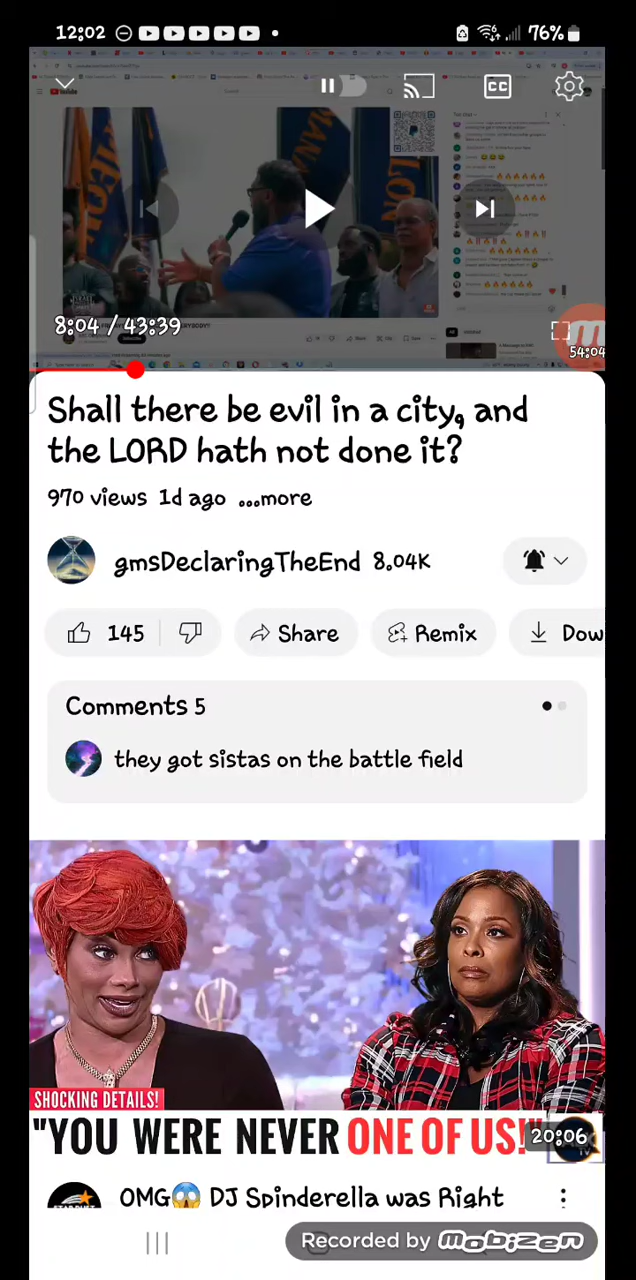 12:02
76%
CC
8:04 / 43:39
54:04
Shall there be evil in a city, and
the LORD hath not done it?
970 views 1d ago ...more
gmsDeclaringTheEnd 8.04K
145
Share
Remix
Dow
Comments 5
they got sistas on the battle field
SHOCKING DETAILS!
"YOU WERE NEVER ONE OF US!"
20:06
TV
OMG😱 DJ Spinderella was Right
Recorded by mobizen